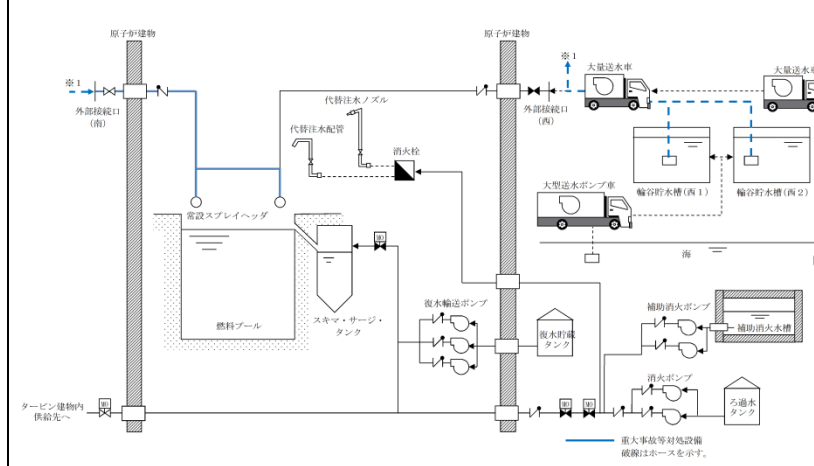 原子炉建物
原子炉建物
※1
外部接続口
(南)
代替注水ノズル
代替注水配管
消火栓
常設スプレイヘッダ
燃料プール
スキマ・サージ・
タンク
MO
※1
外部接続口
(西)
大量送水車
大量送水車
輪谷貯水槽(西1)
輪谷貯水槽(西2)
大型送水ポンプ車
海
復水輸送ポンプ
復水貯蔵
タンク
補助消火ポンプ
補助消火水槽
消火ポンプ
ろ過水
タンク
タービン建物内
供給先へ
MO
MO
MO
重大事故等対処設備
破線はホースを示す。